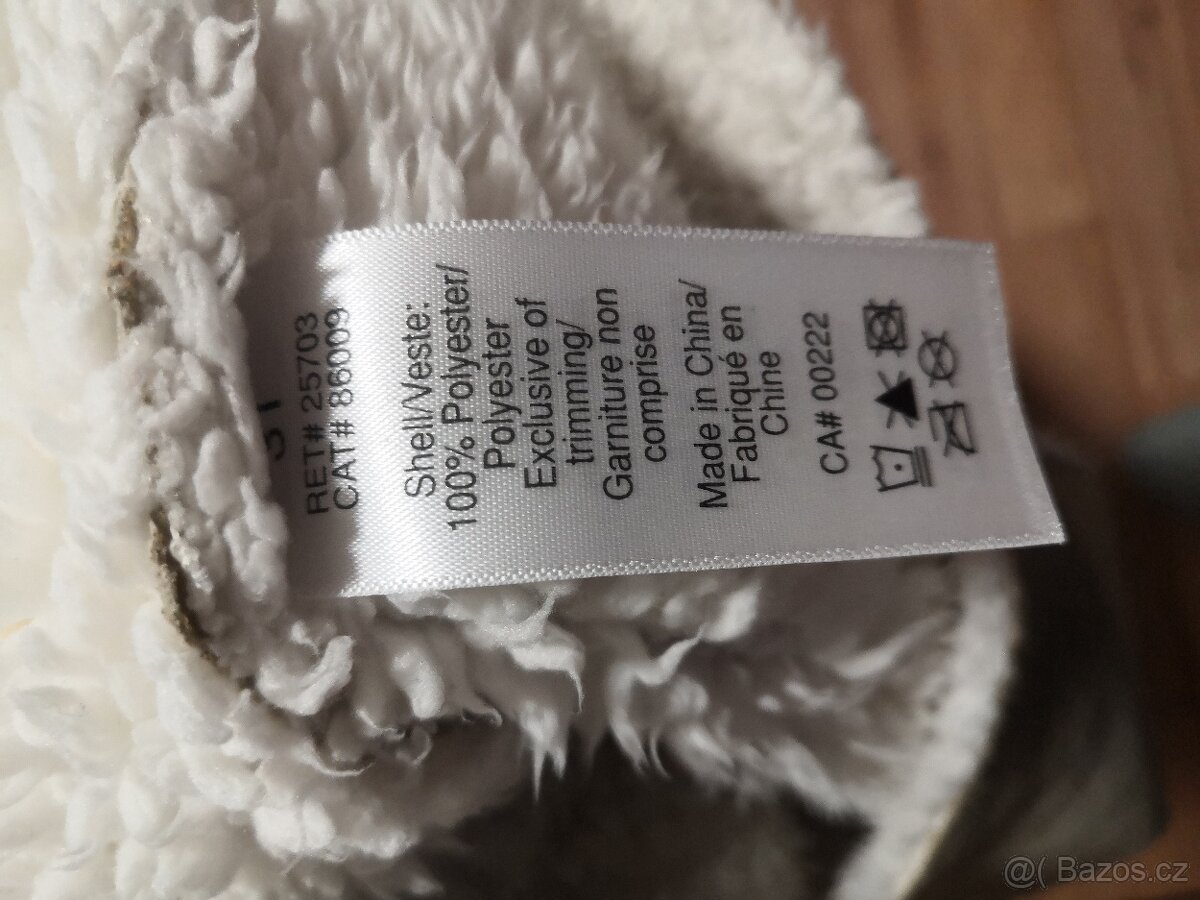 RET# 25703
CAT# 86009
Shell/Veste:
100% Polyester/
Polyester
Exclusive of
trimming/
Garniture non
comprise
Made in China/
Fabriqué en
Chine
CA# 00222
@( Bazos.cz